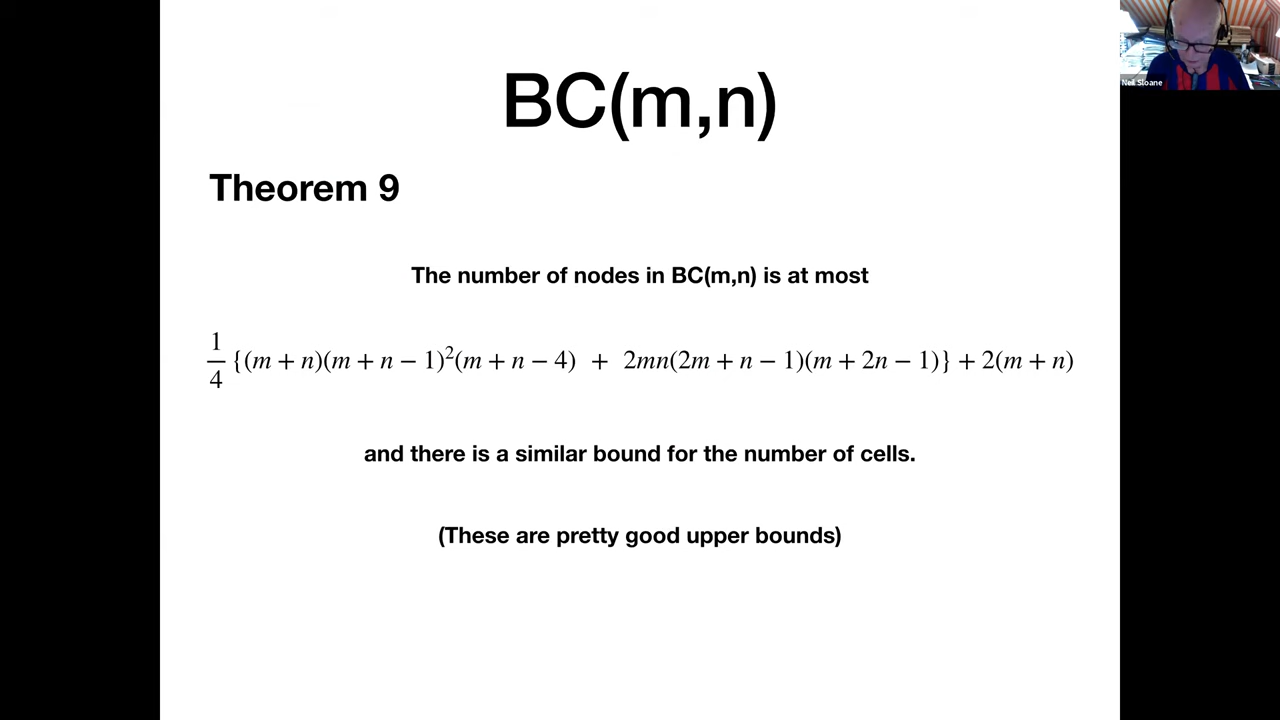 BC(m,n)
Neil Sloane
Theorem 9
The number of nodes in BC(m,n) is at most
1/4 {(m + n)(m + n − 1)²(m + n − 4) + 2mn(2m + n − 1)(m + 2n − 1)} + 2(m + n)
and there is a similar bound for the number of cells.
(These are pretty good upper bounds)